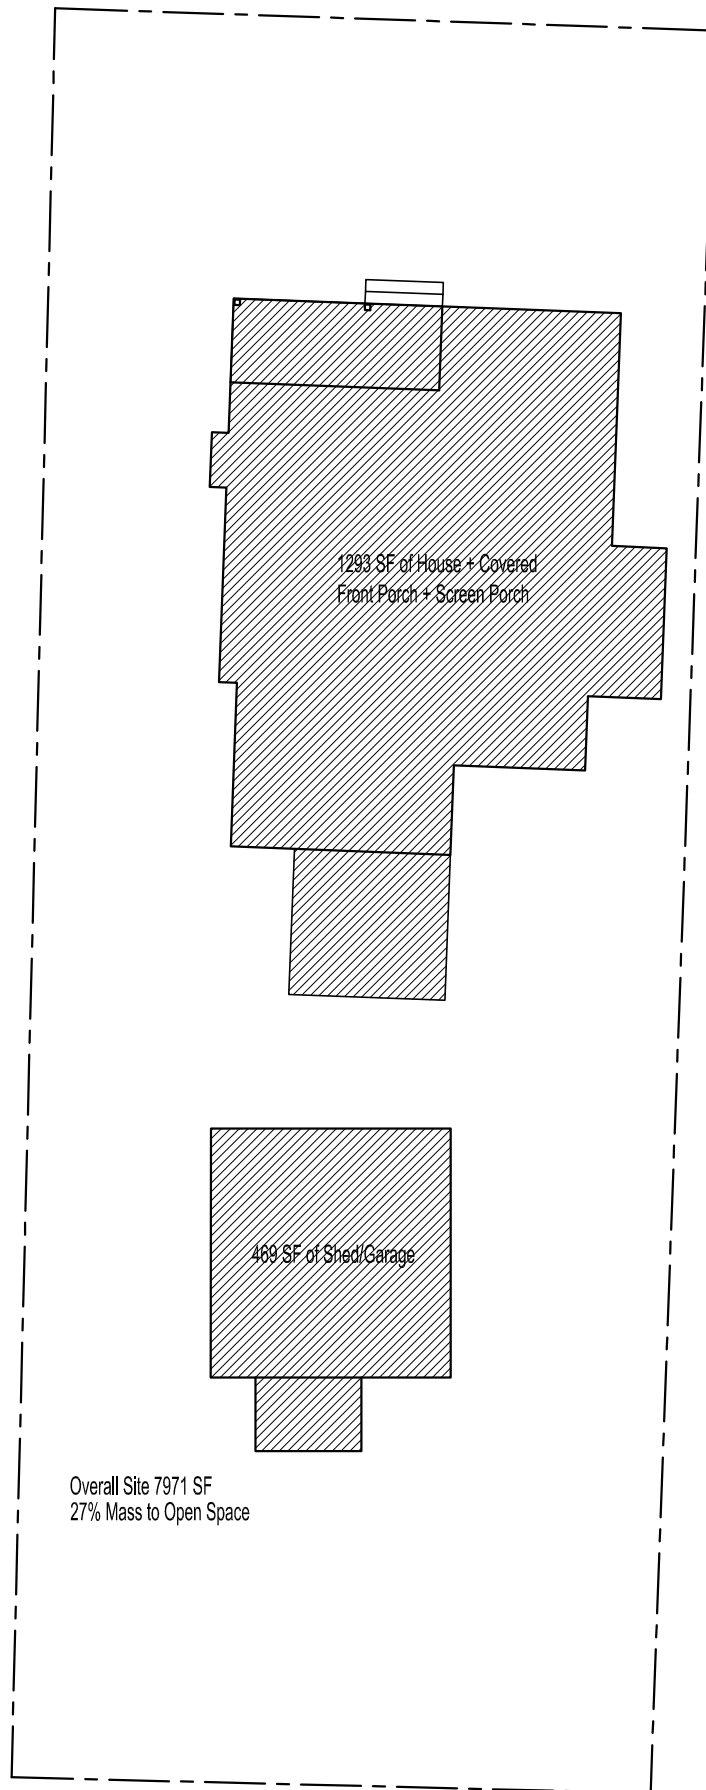 1293 SF of House + Covered
Front Porch + Screen Porch
469 SF of Shed/Garage
Overall Site 7971 SF
27% Mass to Open Space